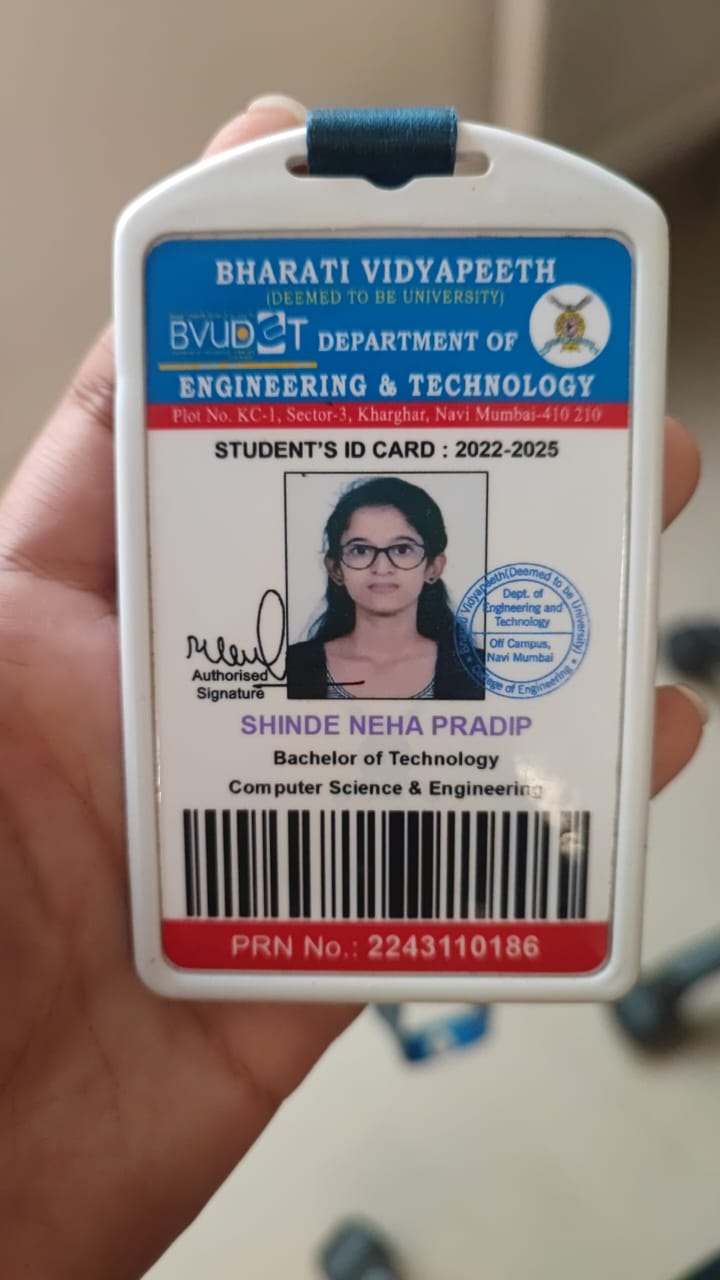 BHARATI VIDYAPEETH
(DEEMED TO BE UNIVERSITY)
BVUDET
DEPARTMENT OF
ENGINEERING & TECHNOLOGY
Plot No. KC-1, Sector-3, Kharghar, Navi Mumbai-410 210
STUDENT'S ID CARD : 2022-2025
Authorised
Signature
Bharati Vidyapeeth(Deemed to be University)
Dept. of
Engineering and
Technology
Off Campus,
Navi Mumbai
College of Engineering
SHINDE NEHA PRADIP
Bachelor of Technology
Computer Science & Engineering
PRN No.: 2243110186